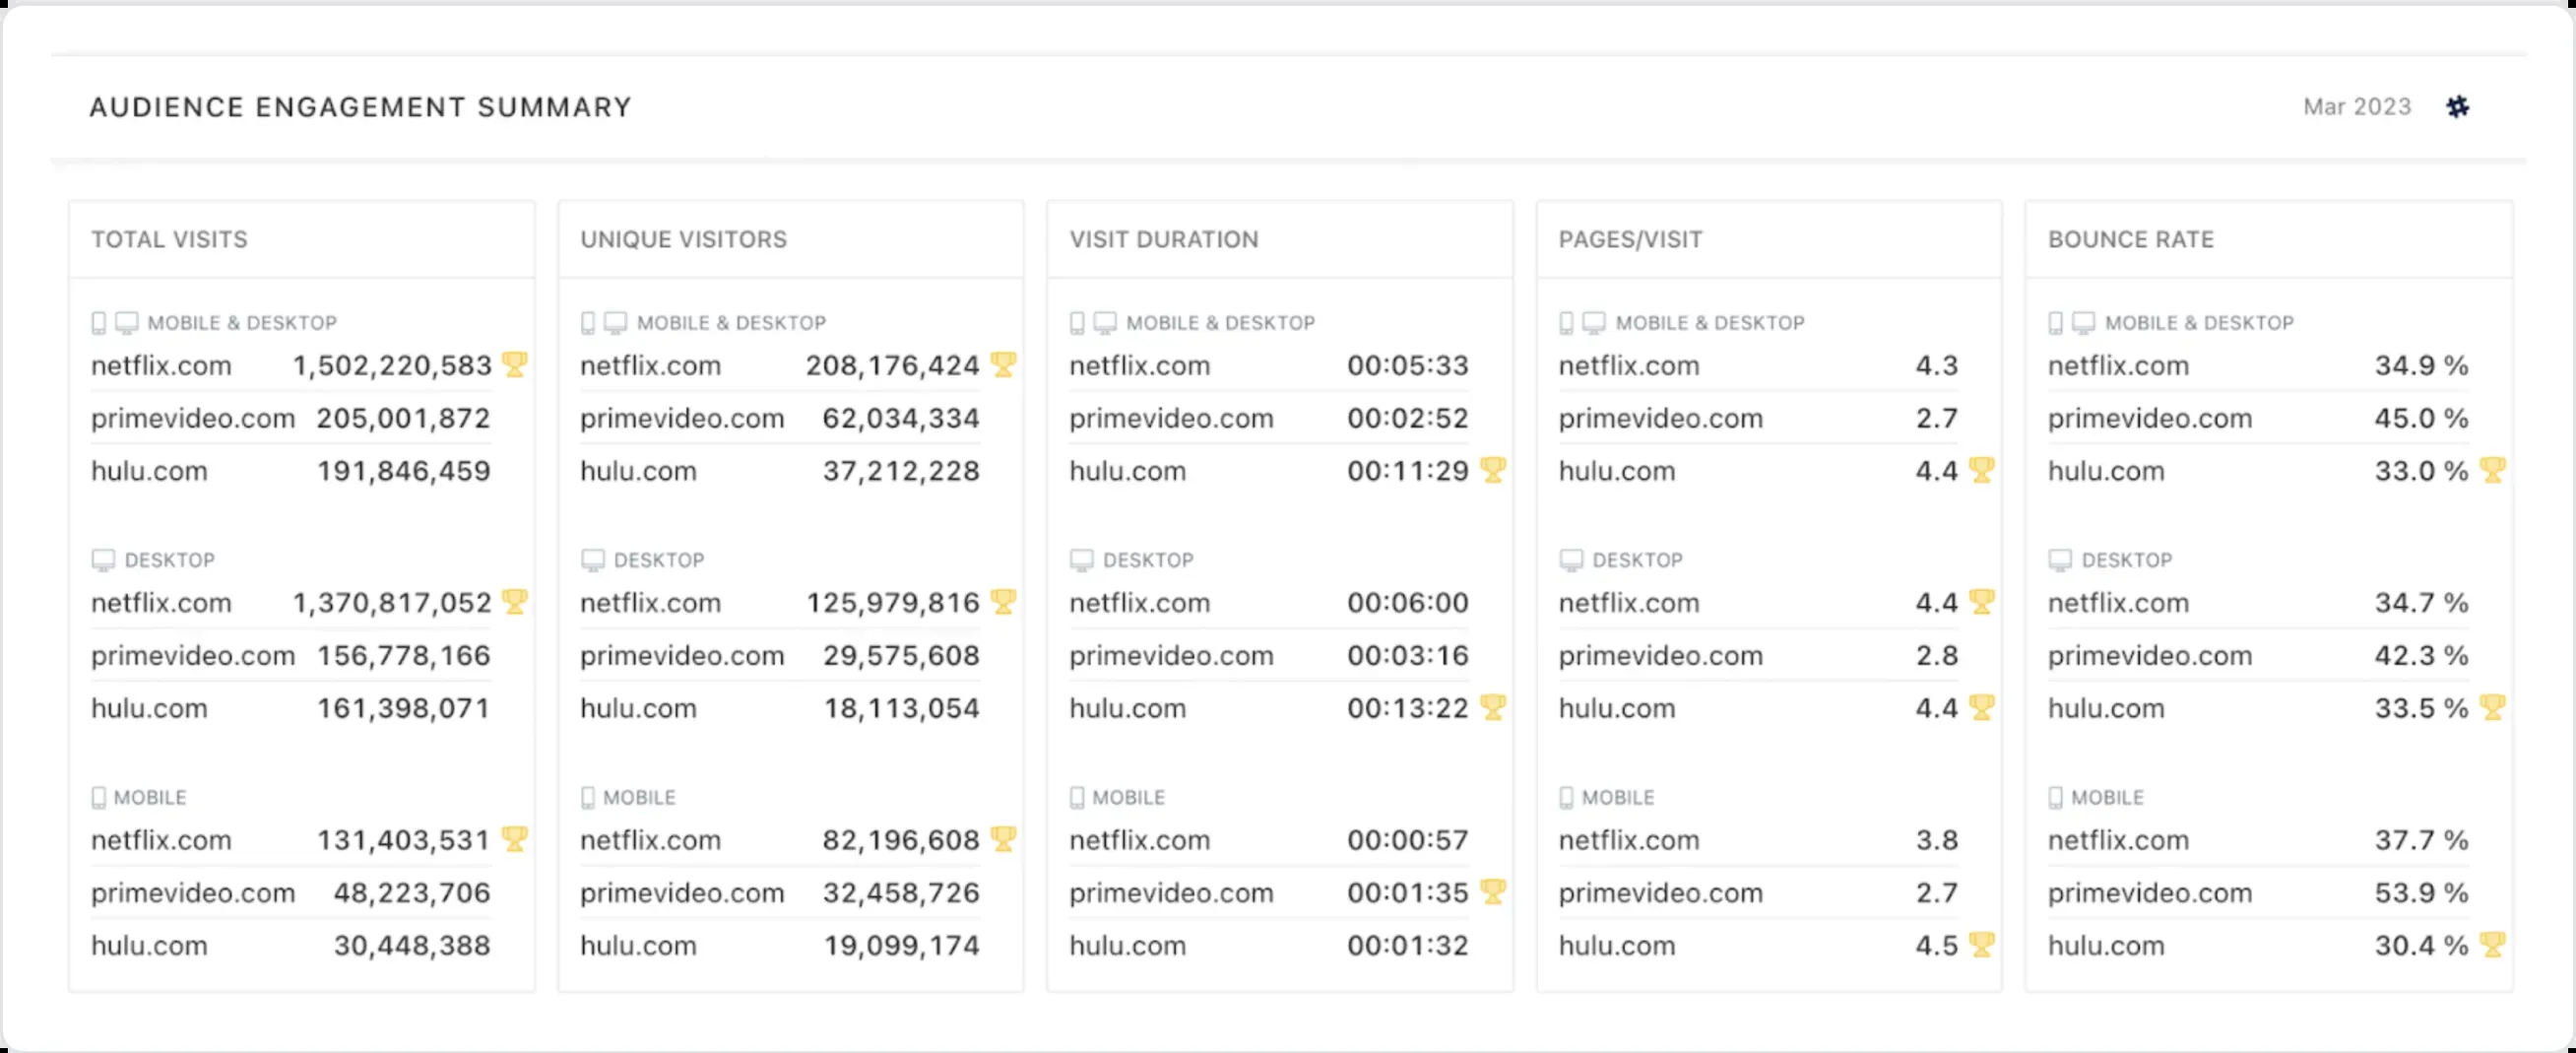 AUDIENCE ENGAGEMENT SUMMARY
Mar 2023
TOTAL VISITS
MOBILE & DESKTOP
netflix.com 1,502,220,583
primevideo.com 205,001,872
hulu.com 191,846,459
DESKTOP
netflix.com 1,370,817,052
primevideo.com 156,778,166
hulu.com 161,398,071
MOBILE
netflix.com 131,403,531
primevideo.com 48,223,706
hulu.com 30,448,388
UNIQUE VISITORS
MOBILE & DESKTOP
netflix.com 208,176,424
primevideo.com 62,034,334
hulu.com 37,212,228
DESKTOP
netflix.com 125,979,816
primevideo.com 29,575,608
hulu.com 18,113,054
MOBILE
netflix.com 82,196,608
primevideo.com 32,458,726
hulu.com 19,099,174
VISIT DURATION
MOBILE & DESKTOP
netflix.com 00:05:33
primevideo.com 00:02:52
hulu.com 00:11:29
DESKTOP
netflix.com 00:06:00
primevideo.com 00:03:16
hulu.com 00:13:22
MOBILE
netflix.com 00:00:57
primevideo.com 00:01:35
hulu.com 00:01:32
PAGES/VISIT
MOBILE & DESKTOP
netflix.com 4.3
primevideo.com 2.7
hulu.com 4.4
DESKTOP
netflix.com 4.4
primevideo.com 2.8
hulu.com 4.4
MOBILE
netflix.com 3.8
primevideo.com 2.7
hulu.com 4.5
BOUNCE RATE
MOBILE & DESKTOP
netflix.com 34.9 %
primevideo.com 45.0 %
hulu.com 33.0 %
DESKTOP
netflix.com 34.7 %
primevideo.com 42.3 %
hulu.com 33.5 %
MOBILE
netflix.com 37.7 %
primevideo.com 53.9 %
hulu.com 30.4 %